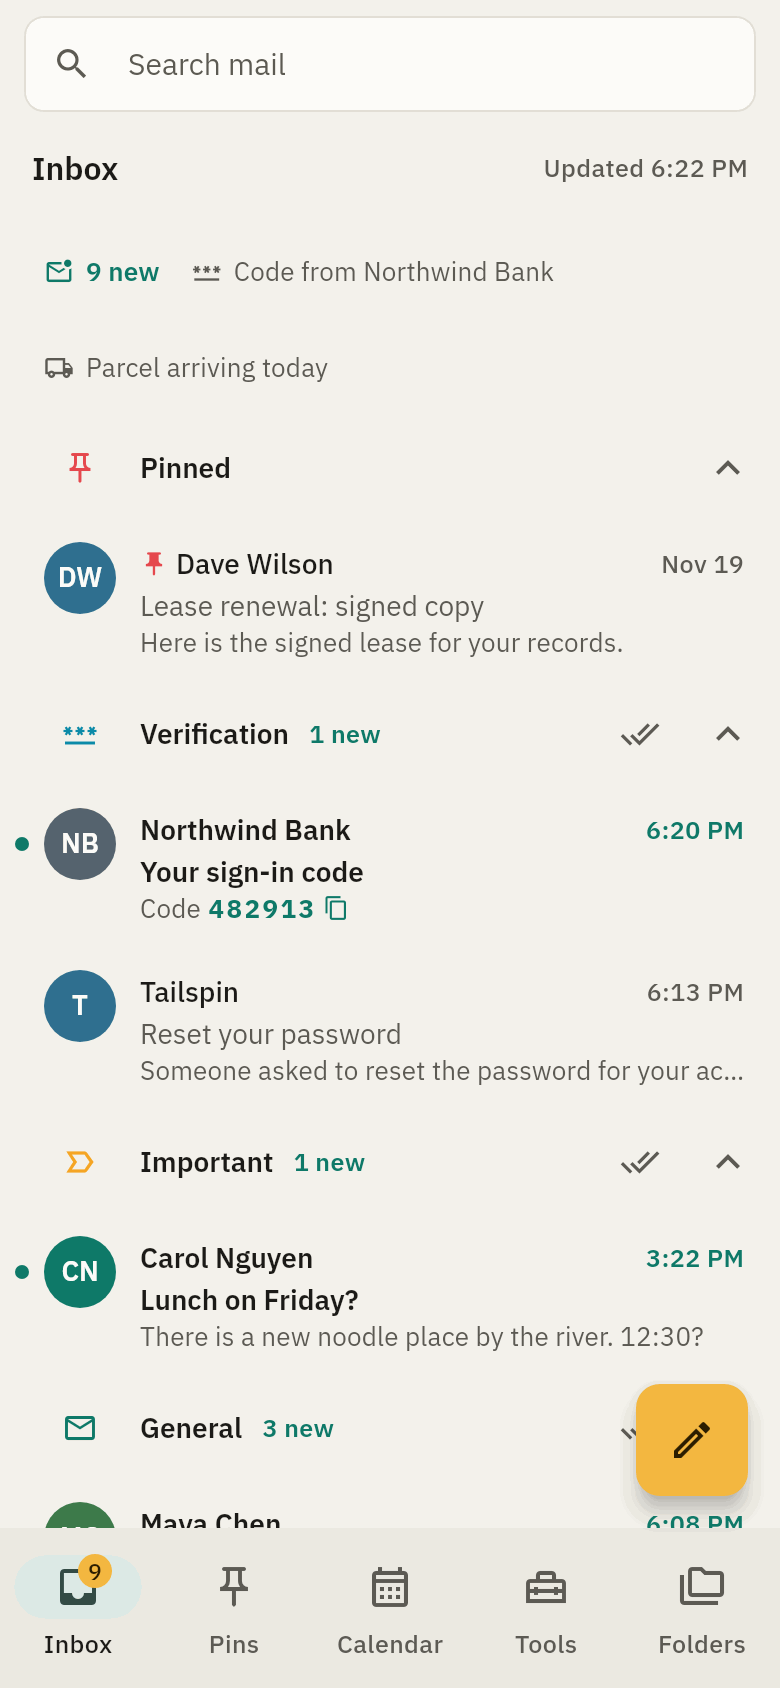 Search mail
Inbox
Updated 6:22 PM
9 new
Code from Northwind Bank
Parcel arriving today
Pinned
DW
Dave Wilson
Nov 19
Lease renewal: signed copy
Here is the signed lease for your records.
Verification 1 new
NB
Northwind Bank
6:20 PM
Your sign-in code
Code 482913
T
Tailspin
6:13 PM
Reset your password
Someone asked to reset the password for your ac...
Important 1 new
CN
Carol Nguyen
3:22 PM
Lunch on Friday?
There is a new noodle place by the river. 12:30?
General 3 new
Maya Chen
6:08 PM
9
Inbox
Pins
Calendar
Tools
Folders